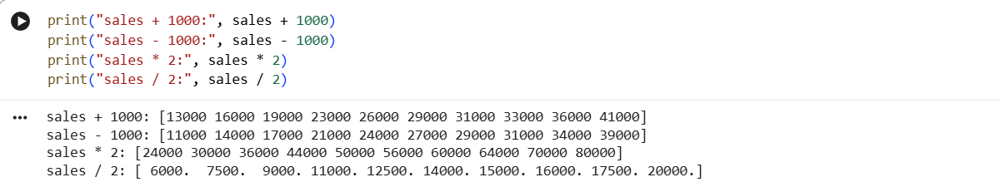 print("sales + 1000:", sales + 1000)
print("sales - 1000:", sales - 1000)
print("sales * 2:", sales * 2)
print("sales / 2:", sales / 2)
sales + 1000: [13000 16000 19000 23000 26000 29000 31000 33000 36000 41000]
sales - 1000: [11000 14000 17000 21000 24000 27000 29000 31000 34000 39000]
sales * 2: [24000 30000 36000 44000 50000 56000 60000 64000 70000 80000]
sales / 2: [ 6000.  7500.  9000. 11000. 12500. 14000. 15000. 16000. 17500. 20000.]